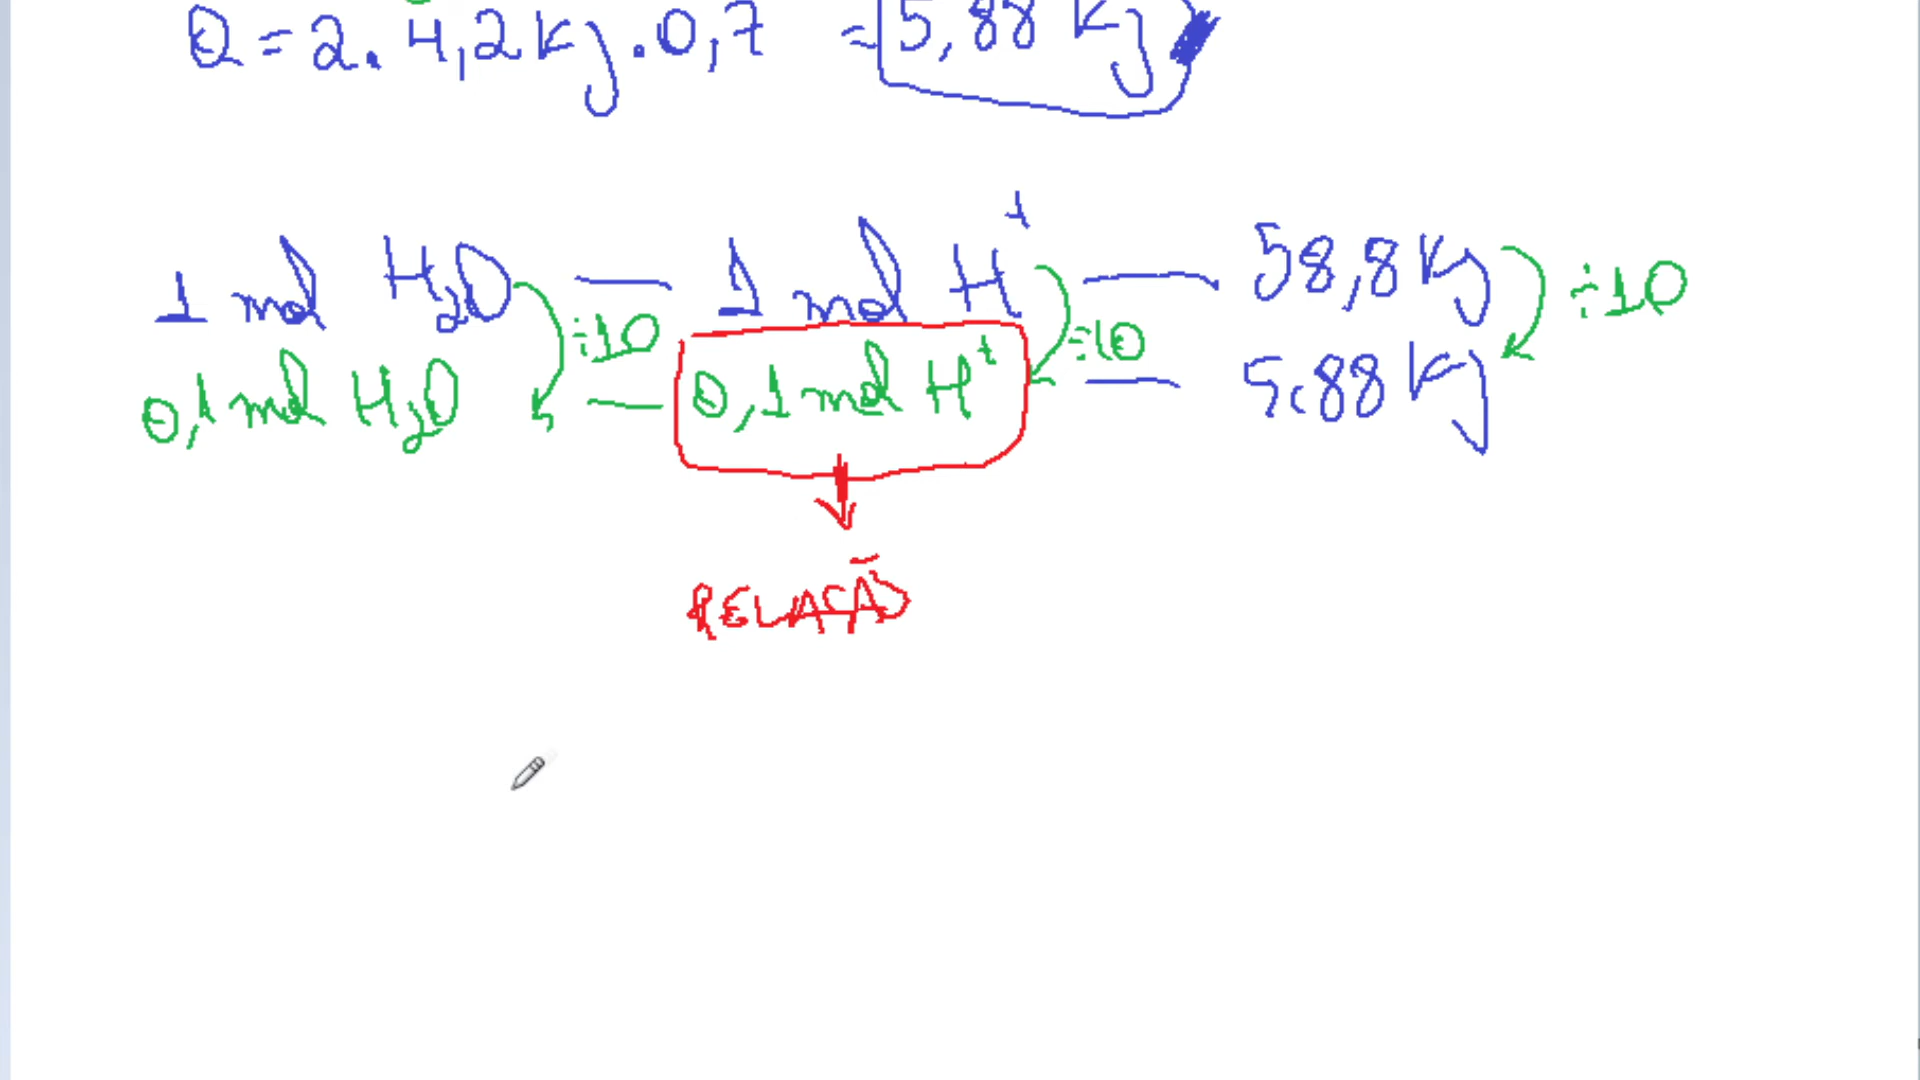 Q = 2. 4,2 kJ . 0,7 = 5,88 kJ
1 mol H₂O — 1 mol H⁺ — 58,8 kJ ÷10
÷10 ÷10
0,1 mol H₂O — 0,1 mol H⁺ — 5,88 kJ
RELAÇÃO